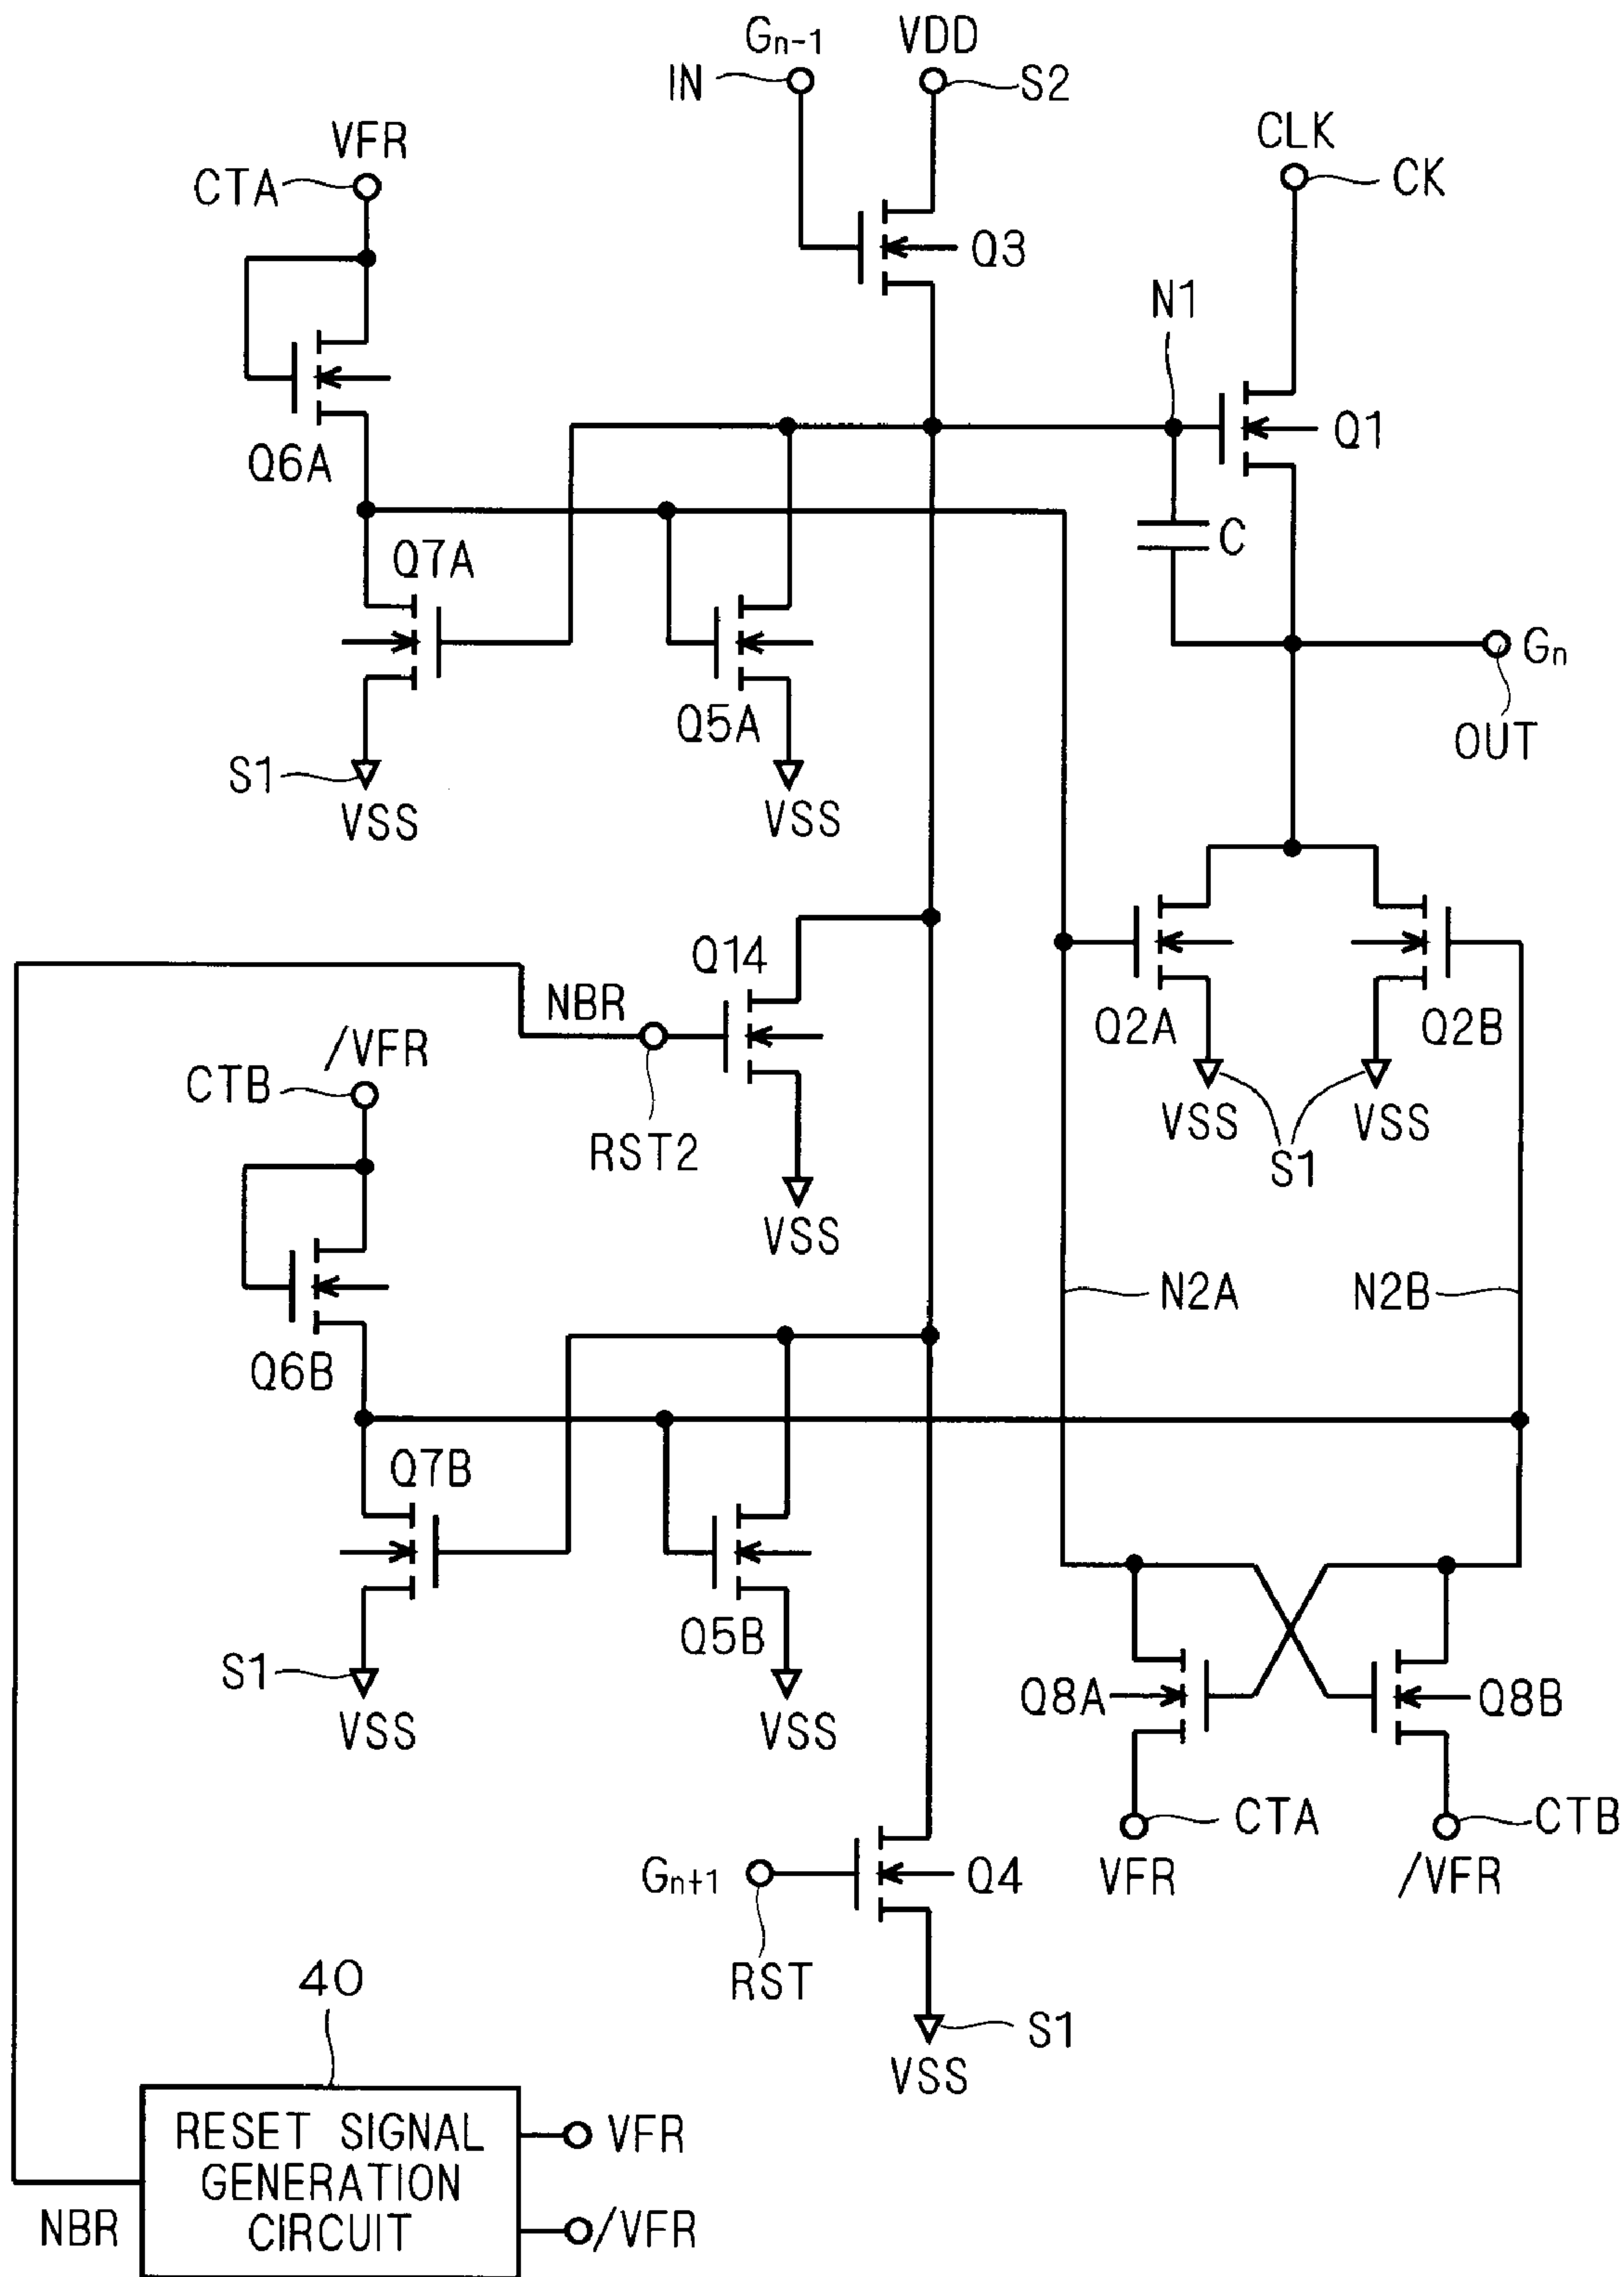 Gn-1 VDD
IN S2
VFR
CTA
CLK
CK
Q3
N1
Q6A
Q1
C
Q7A
Gn
Q5A
OUT
S1
VSS
VSS
Q14
NBR
Q2A
Q2B
/VFR
CTB
VSS
VSS
RST2
S1
VSS
N2A
N2B
Q6B
Q7B
Q5B
S1
VSS
VSS
Q8A
Q8B
CTA
CTB
VFR
/VFR
Gn+1
Q4
RST
40
S1
VSS
RESET SIGNAL
GENERATION
CIRCUIT
VFR
/VFR
NBR